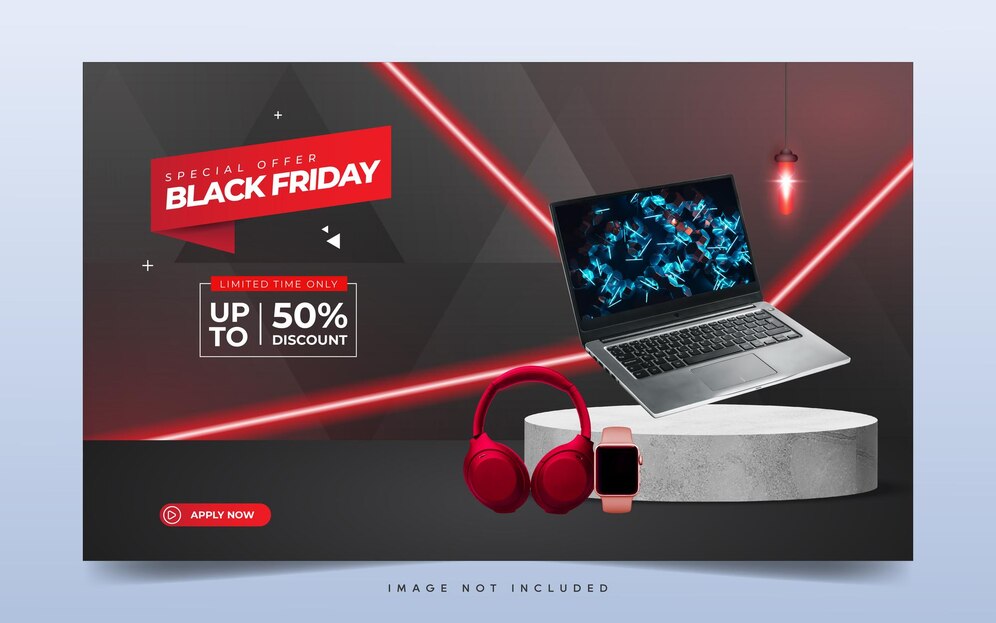 SPECIAL OFFER
BLACK FRIDAY
LIMITED TIME ONLY
UP TO
50%
DISCOUNT
APPLY NOW
IMAGE NOT INCLUDED